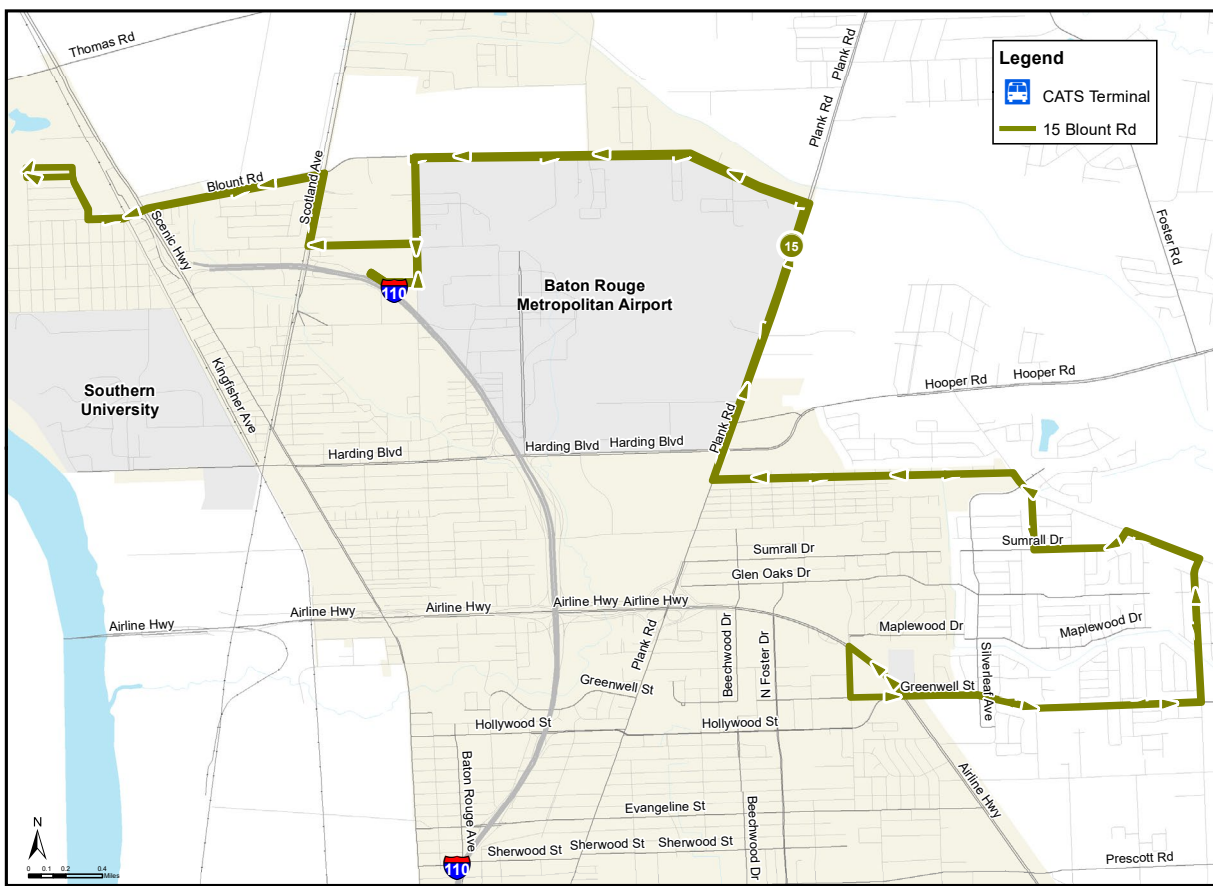 Thomas Rd
Plank Rd
Plank Rd
Legend
CATS Terminal
15 Blount Rd
Blount Rd
Scotland Ave
Scenic Hwy
Foster Rd
15
110
Baton Rouge
Metropolitan Airport
Southern
University
Kingfisher Ave
Hooper Rd
Hooper Rd
Plank Rd
Harding Blvd
Harding Blvd
Harding Blvd
Sumrall Dr
Sumrall Dr
Glen Oaks Dr
Airline Hwy
Airline Hwy
Airline Hwy
Airline Hwy
Airline Hwy
Plank Rd
Beechwood Dr
N Foster Dr
Maplewood Dr
Maplewood Dr
Silverleaf Ave
Greenwell St
Greenwell St
Hollywood St
Hollywood St
Baton Rouge Ave
Airline Hwy
Evangeline St
Beechwood Dr
Sherwood St
Sherwood St
Sherwood St
Prescott Rd
110
N
0 0.1 0.2 0.4
Miles